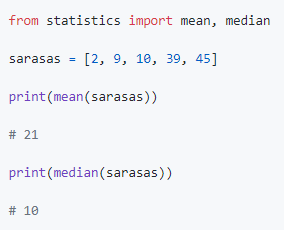 from statistics import mean, median
sarasas = [2, 9, 10, 39, 45]
print(mean(sarasas))
# 21
print(median(sarasas))
# 10